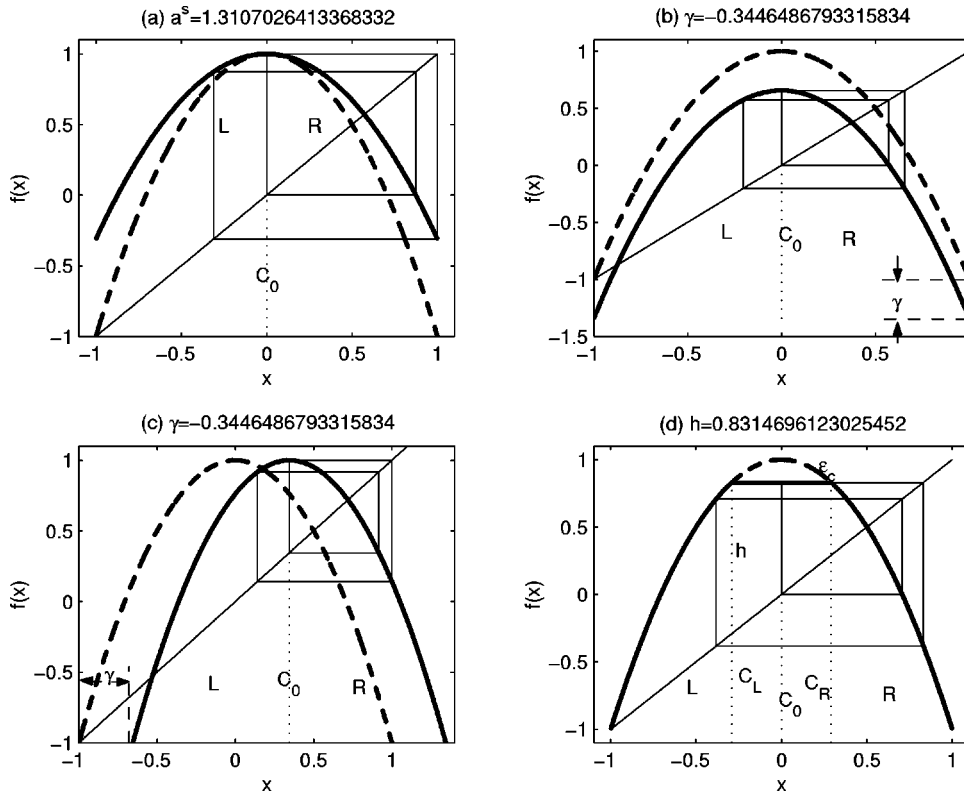 (a) a^s=1.3107026413368332
1
0.5
0
−0.5
−1
f(x)
L
R
C_0
−1
−0.5
0
0.5
1
x
(b) γ=−0.3446486793315834
1
0.5
0
−0.5
−1
−1.5
f(x)
L
C_0
R
γ
−1
−0.5
0
0.5
x
(c) γ=−0.3446486793315834
1
0.5
0
−0.5
−1
f(x)
γ
L
C_0
R
−1
−0.5
0
0.5
1
x
(d) h=0.8314696123025452
1
0.5
0
−0.5
−1
f(x)
ε_c
h
L
C_L
C_0
C_R
R
−1
−0.5
0
0.5
1
x